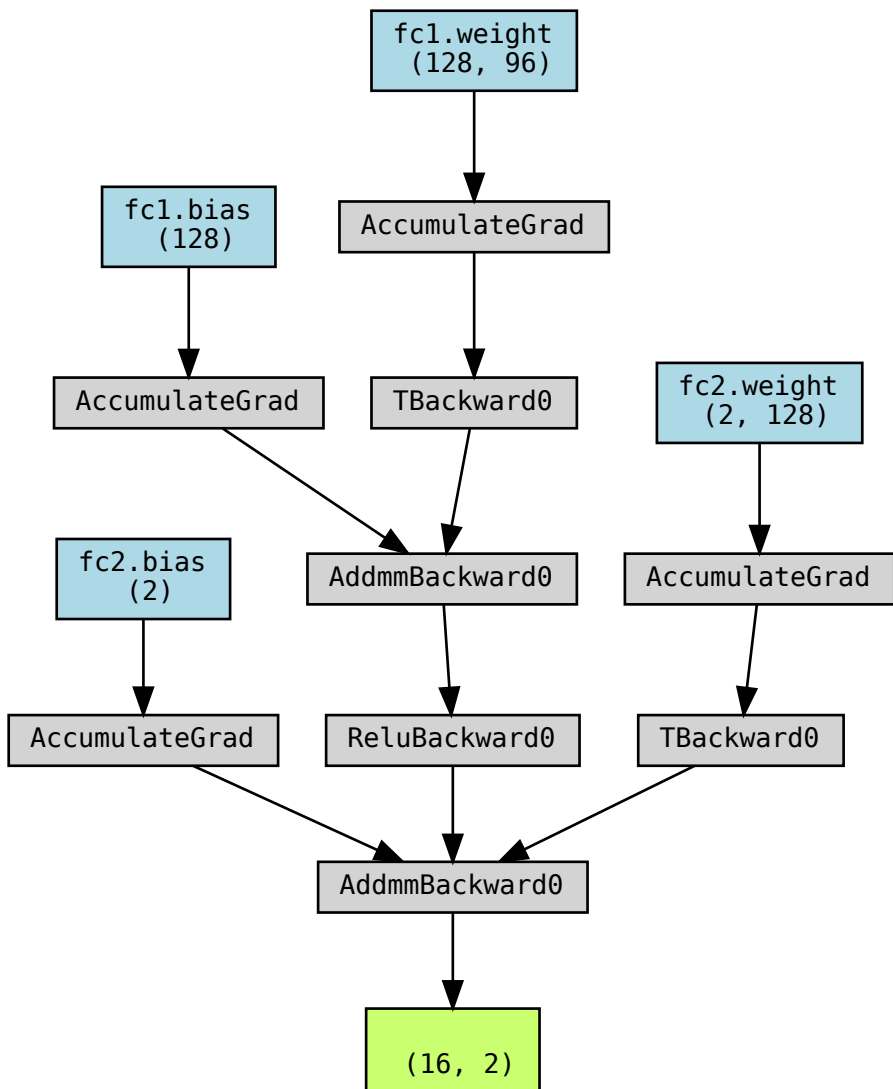 fc1.weight
(128, 96)
fc1.bias
(128)
AccumulateGrad
AccumulateGrad
TBackward0
fc2.weight
(2, 128)
fc2.bias
(2)
AddmmBackward0
AccumulateGrad
AccumulateGrad
ReluBackward0
TBackward0
AddmmBackward0
(16, 2)